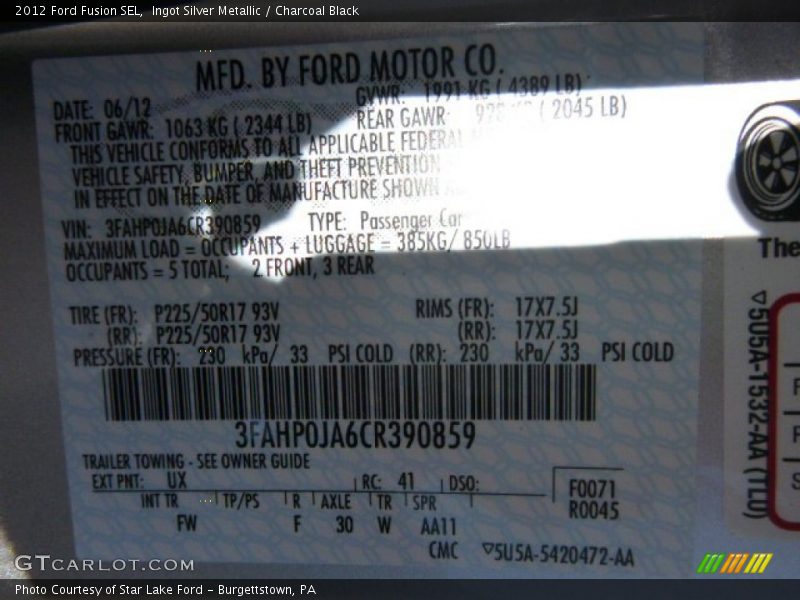 2012 Ford Fusion SEL,  Ingot Silver Metallic / Charcoal Black
MFD. BY FORD MOTOR CO.
DATE: 06/12 GVWR: 1991 KG ( 4389 LB)
FRONT GAWR: 1063 KG ( 2344 LB) REAR GAWR: KG ( 2045 LB)
THIS VEHICLE CONFORMS TO ALL APPLICABLE FEDERAL
VEHICLE SAFETY, BUMPER, AND THEFT PREVENTION
IN EFFECT ON THE DATE OF MANUFACTURE SHOWN
VIN: 3FAHP0JA6CR390859 TYPE: Passenger Car
MAXIMUM LOAD = OCCUPANTS + LUGGAGE = 385KG/ 850LB
OCCUPANTS = 5 TOTAL; 2 FRONT, 3 REAR
TIRE (FR): P225/50R17 93V RIMS (FR): 17X7.5J
(RR): P225/50R17 93V (RR): 17X7.5J
PRESSURE (FR): 230 kPa/ 33 PSI COLD (RR): 230 kPa/ 33 PSI COLD
3FAHP0JA6CR390859
TRAILER TOWING - SEE OWNER GUIDE
EXT PNT: UX RC: 41 DSO:
INT TR TP/PS R AXLE TR SPR
FW F 30 W AA11
F0071
R0045
CMC ▽5U5A-5420472-AA
The
▽5U5A-1532-AA (TLU)
GTCARLOT.COM
Photo Courtesy of Star Lake Ford – Burgettstown, PA